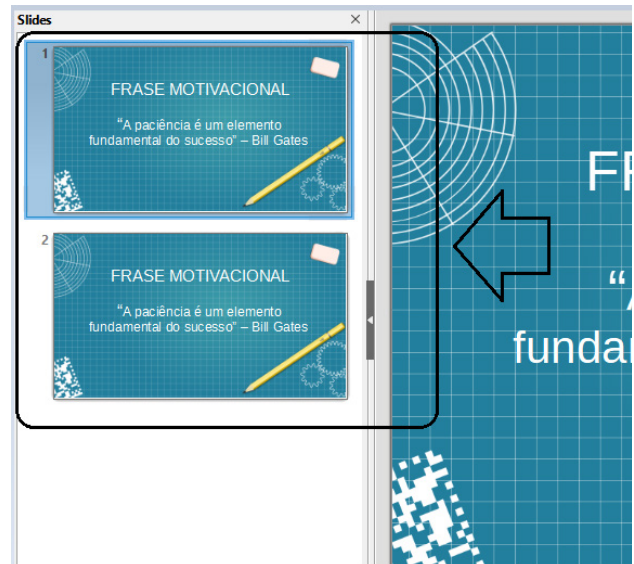 Slides
1
FRASE MOTIVACIONAL
“A paciência é um elemento
fundamental do sucesso” – Bill Gates
2
FRASE MOTIVACIONAL
“A paciência é um elemento
fundamental do sucesso” – Bill Gates
FR
“A
funda